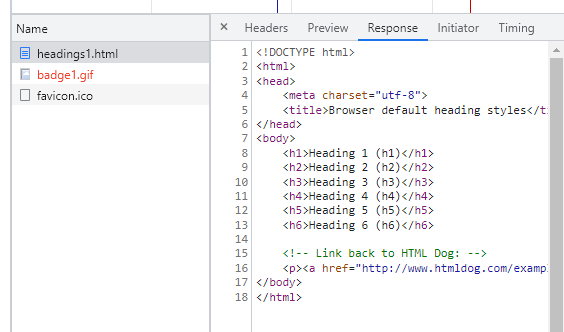 Name
headings1.html
badge1.gif
favicon.ico
Headers Preview Response Initiator Timing
1 <!DOCTYPE html>
2 <html>
3 <head>
4 <meta charset="utf-8">
5 <title>Browser default heading styles</ti
6 </head>
7 <body>
8 <h1>Heading 1 (h1)</h1>
9 <h2>Heading 2 (h2)</h2>
10 <h3>Heading 3 (h3)</h3>
11 <h4>Heading 4 (h4)</h4>
12 <h5>Heading 5 (h5)</h5>
13 <h6>Heading 6 (h6)</h6>
14
15 <!-- Link back to HTML Dog: -->
16 <p><a href="http://www.htmldog.com/exampl
17 </body>
18 </html>